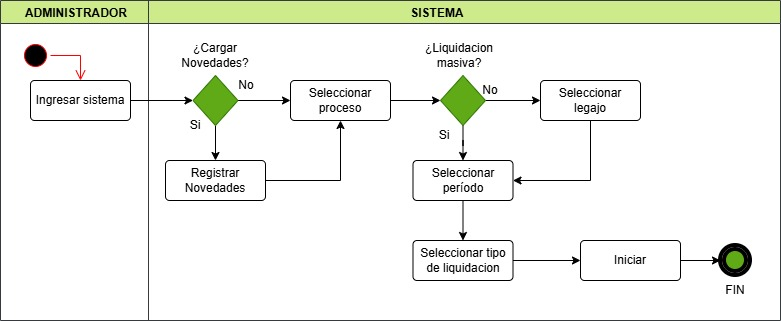 ADMINISTRADOR
SISTEMA
¿Cargar
Novedades?
¿Liquidacion
masiva?
Ingresar sistema
No
Seleccionar
proceso
No
Seleccionar
legajo
Si
Si
Registrar
Novedades
Seleccionar
período
Seleccionar tipo
de liquidacion
Iniciar
FIN